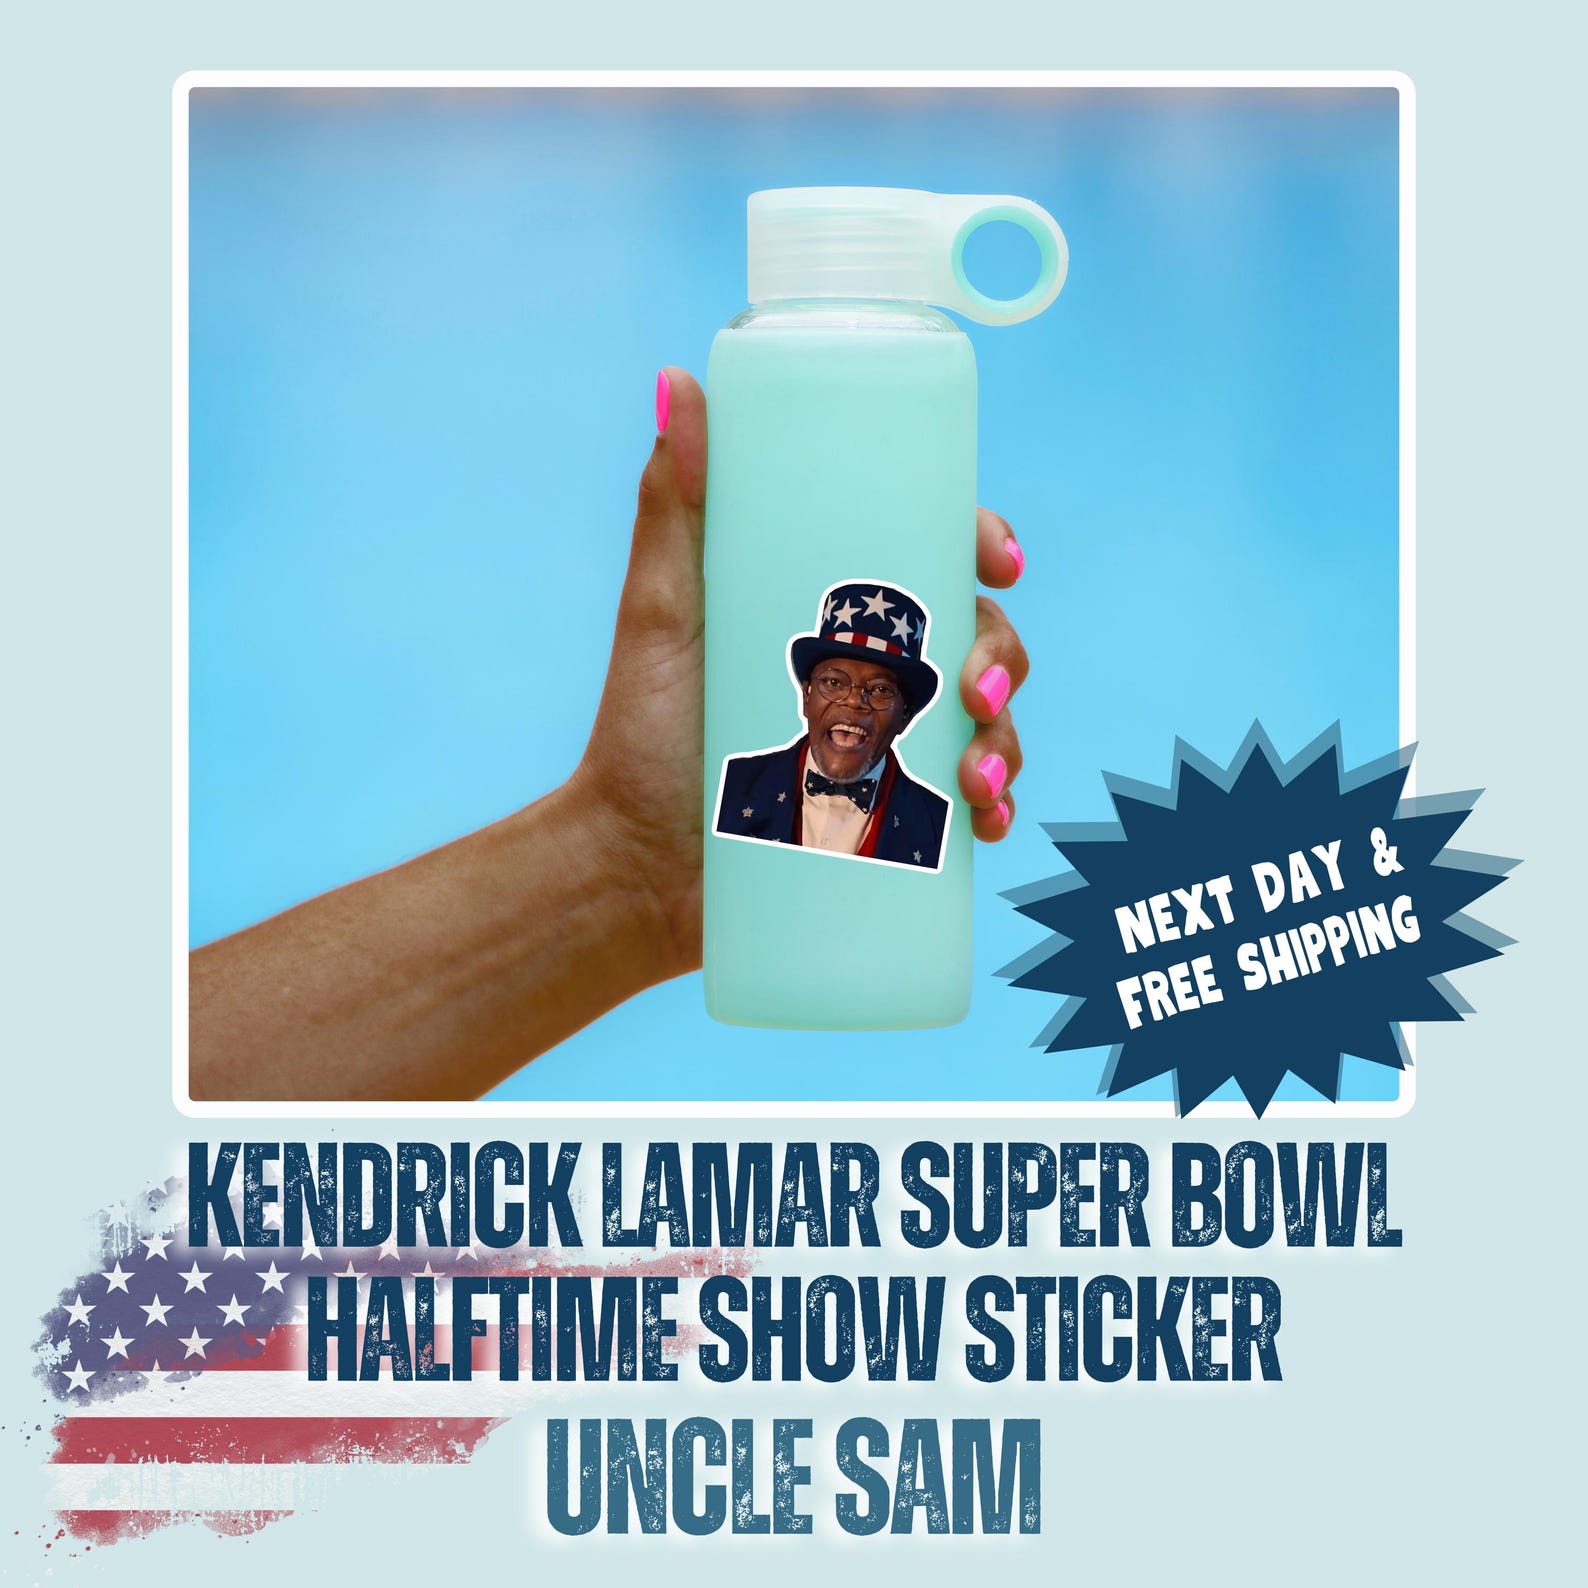 NEXT DAY &
FREE SHIPPING
KENDRICK LAMAR SUPER BOWL
HALFTIME SHOW STICKER
UNCLE SAM